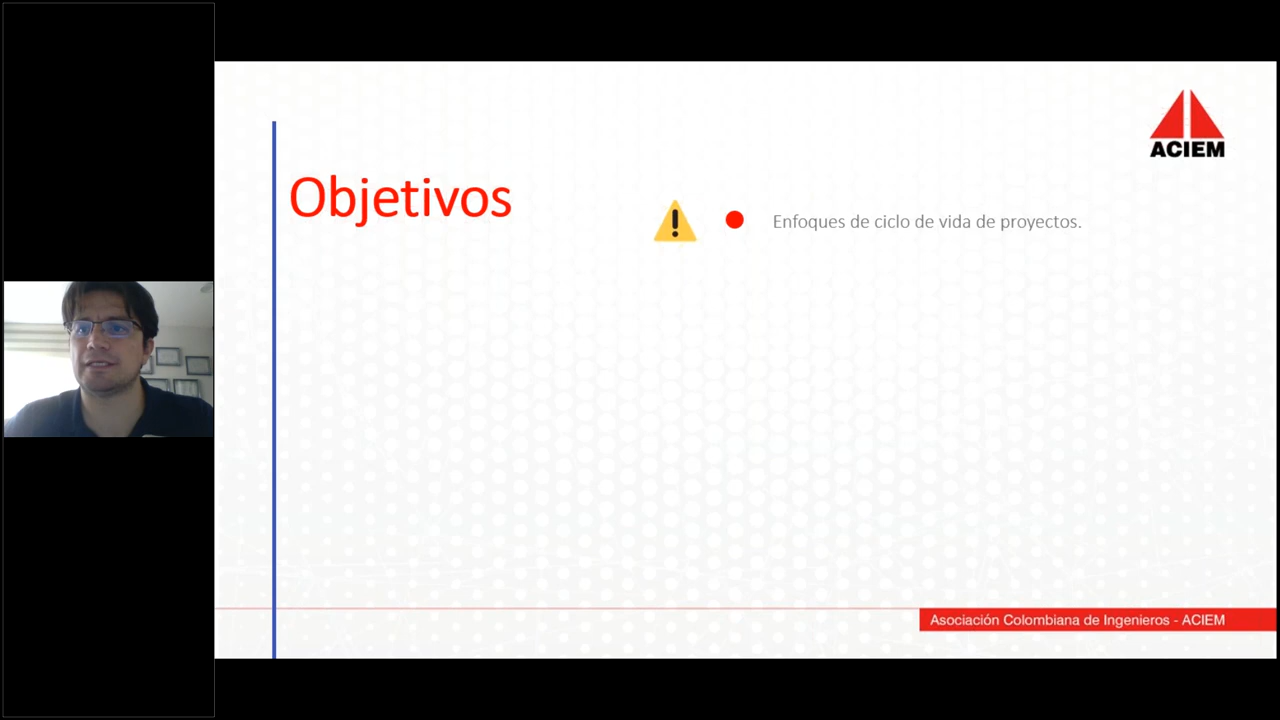 ACIEM
Objetivos
Enfoques de ciclo de vida de proyectos.
Asociación Colombiana de Ingenieros - ACIEM